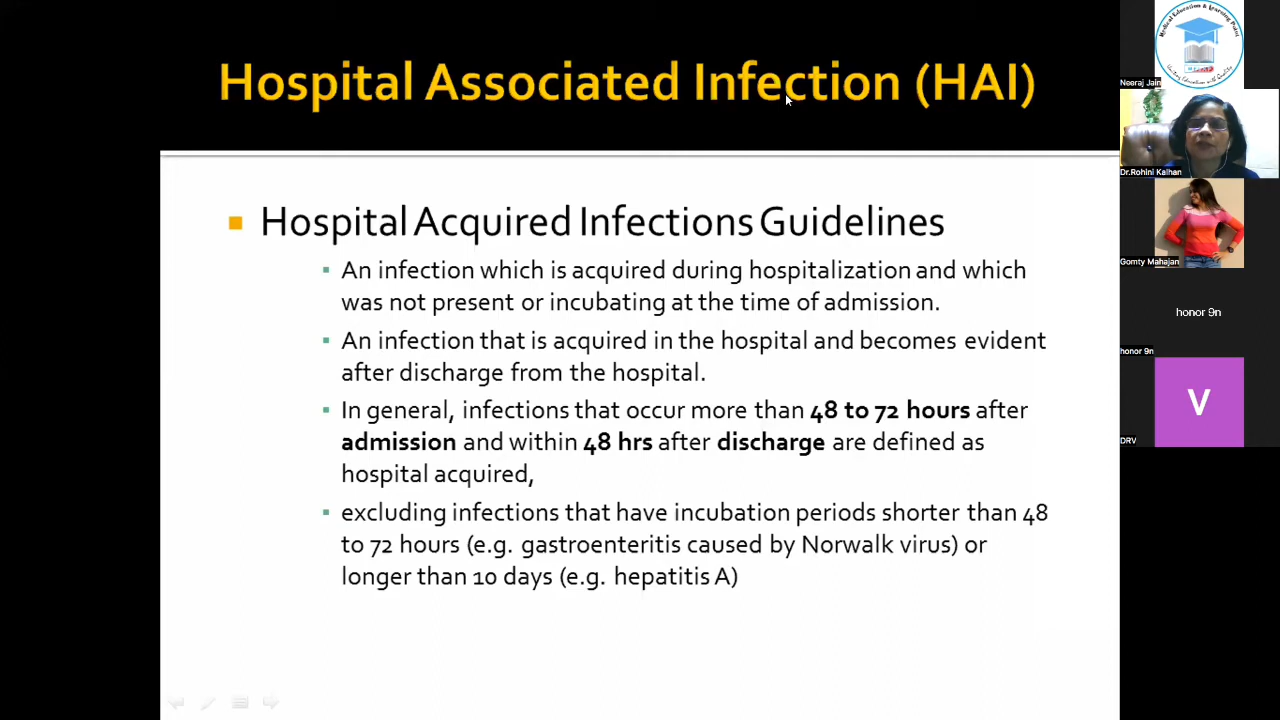 Hospital Associated Infection (HAI)
Hospital Acquired Infections Guidelines
An infection which is acquired during hospitalization and which
was not present or incubating at the time of admission.
An infection that is acquired in the hospital and becomes evident
after discharge from the hospital.
In general, infections that occur more than 48 to 72 hours after
admission and within 48 hrs after discharge are defined as
hospital acquired,
excluding infections that have incubation periods shorter than 48
to 72 hours (e.g. gastroenteritis caused by Norwalk virus) or
longer than 10 days (e.g. hepatitis A)
Medical Education & Learning Point
Neeraj Jain
Dr.Rohini Kalhan
Gomty Mahajan
honor 9n
honor 9n
V
DRV